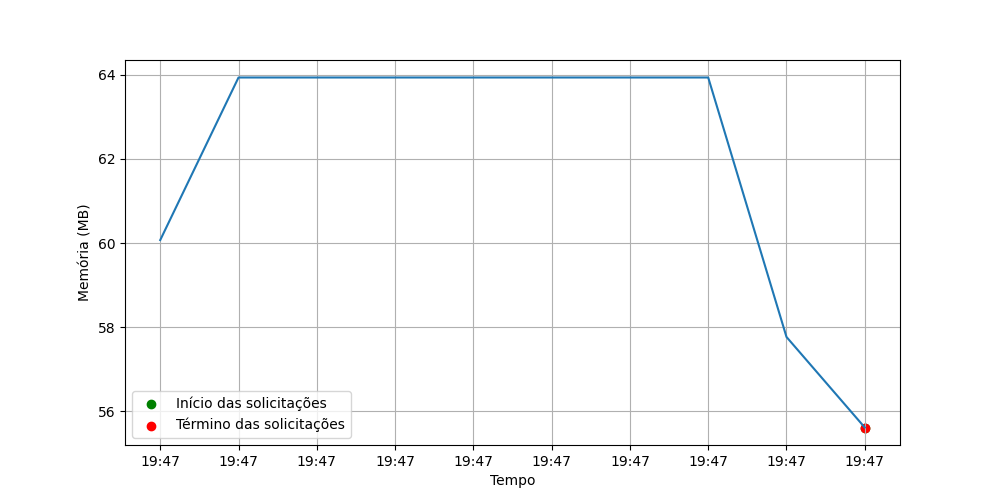 64
62
60
58
56
Memória (MB)
Início das solicitações
Término das solicitações
19:47 19:47 19:47 19:47 19:47 19:47 19:47 19:47 19:47 19:47
Tempo